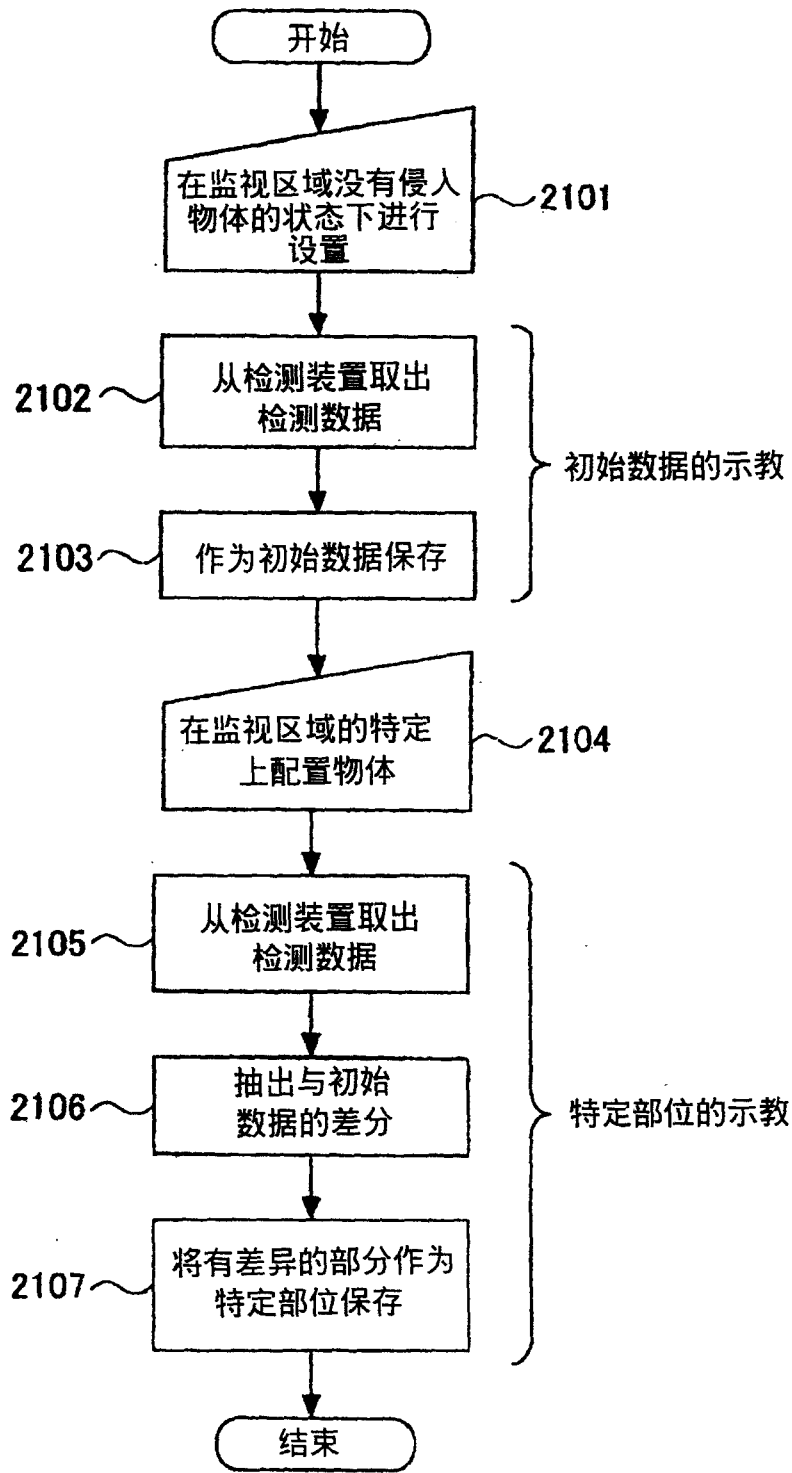 开始
在监视区域没有侵入
物体的状态下进行
设置
2101
从检测装置取出
检测数据
2102
初始数据的示教
作为初始数据保存
2103
在监视区域的特定
上配置物体
2104
从检测装置取出
检测数据
2105
抽出与初始
数据的差分
2106
特定部位的示教
将有差异的部分作为
特定部位保存
2107
结束